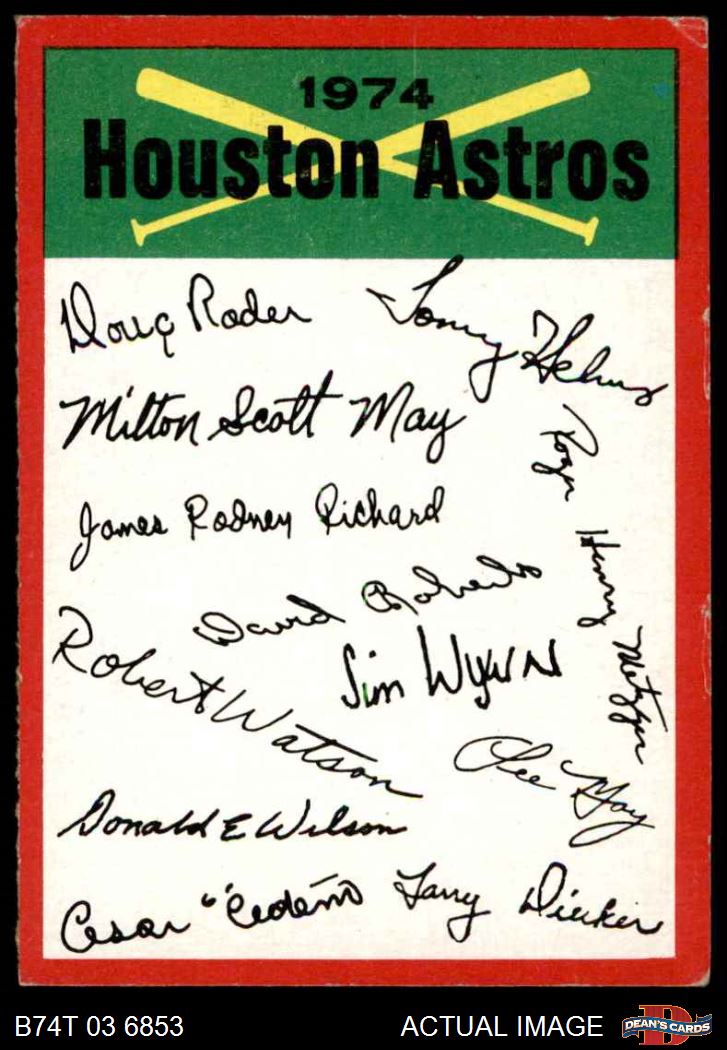 1974
Houston Astros
Doug Rader
Tommy Helms
Milton Scott May
Roger Henry Metzger
James Rodney Richard
David Roberts
Jim Wynn
Robert Watson
Lee May
Donald E Wilson
Cesar "Cedeño
Larry Dierker
B74T 03 6853
ACTUAL IMAGE
D
DEAN'S CARDS